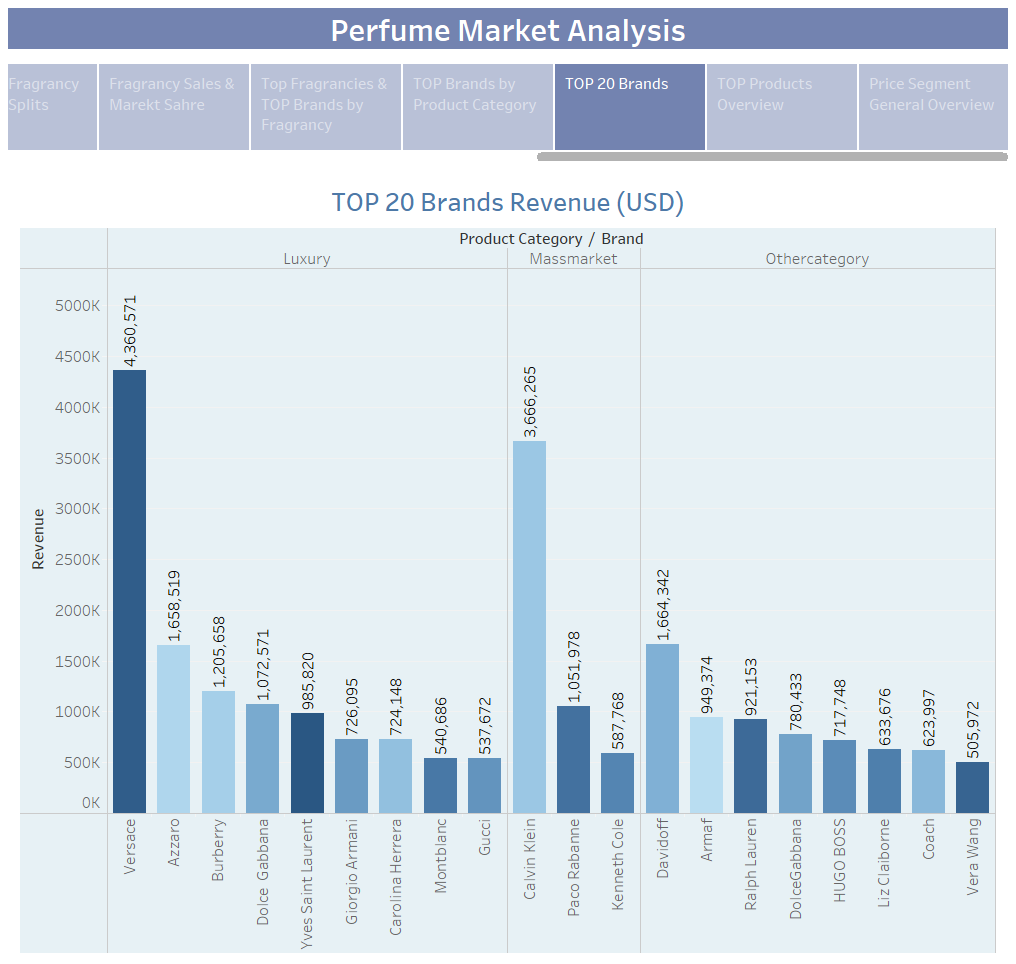 Perfume Market Analysis
Fragrancy
Splits
Fragrancy Sales &
Marekt Sahre
Top Fragrancies &
TOP Brands by
Fragrancy
TOP Brands by
Product Category
TOP 20 Brands
TOP Products
Overview
Price Segment
General Overview
TOP 20 Brands Revenue (USD)
Product Category / Brand
Luxury
Massmarket
Othercategory
Revenue
5000K
4500K
4000K
3500K
3000K
2500K
2000K
1500K
1000K
500K
0K
4,360,571
1,658,519
1,205,658
1,072,571
985,820
726,095
724,148
540,686
537,672
3,666,265
1,051,978
587,768
1,664,342
949,374
921,153
780,433
717,748
633,676
623,997
505,972
Versace
Azzaro
Burberry
Dolce Gabbana
Yves Saint Laurent
Giorgio Armani
Carolina Herrera
Montblanc
Gucci
Calvin Klein
Paco Rabanne
Kenneth Cole
Davidoff
Armaf
Ralph Lauren
DolceGabbana
HUGO BOSS
Liz Claiborne
Coach
Vera Wang